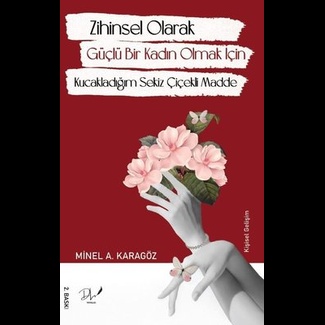 Zihinsel Olarak
Güçlü Bir Kadın Olmak İçin
Kucakladığım Sekiz Çiçekli Madde
Kişisel Gelişim
MİNEL A. KARAGÖZ
2. BASKI